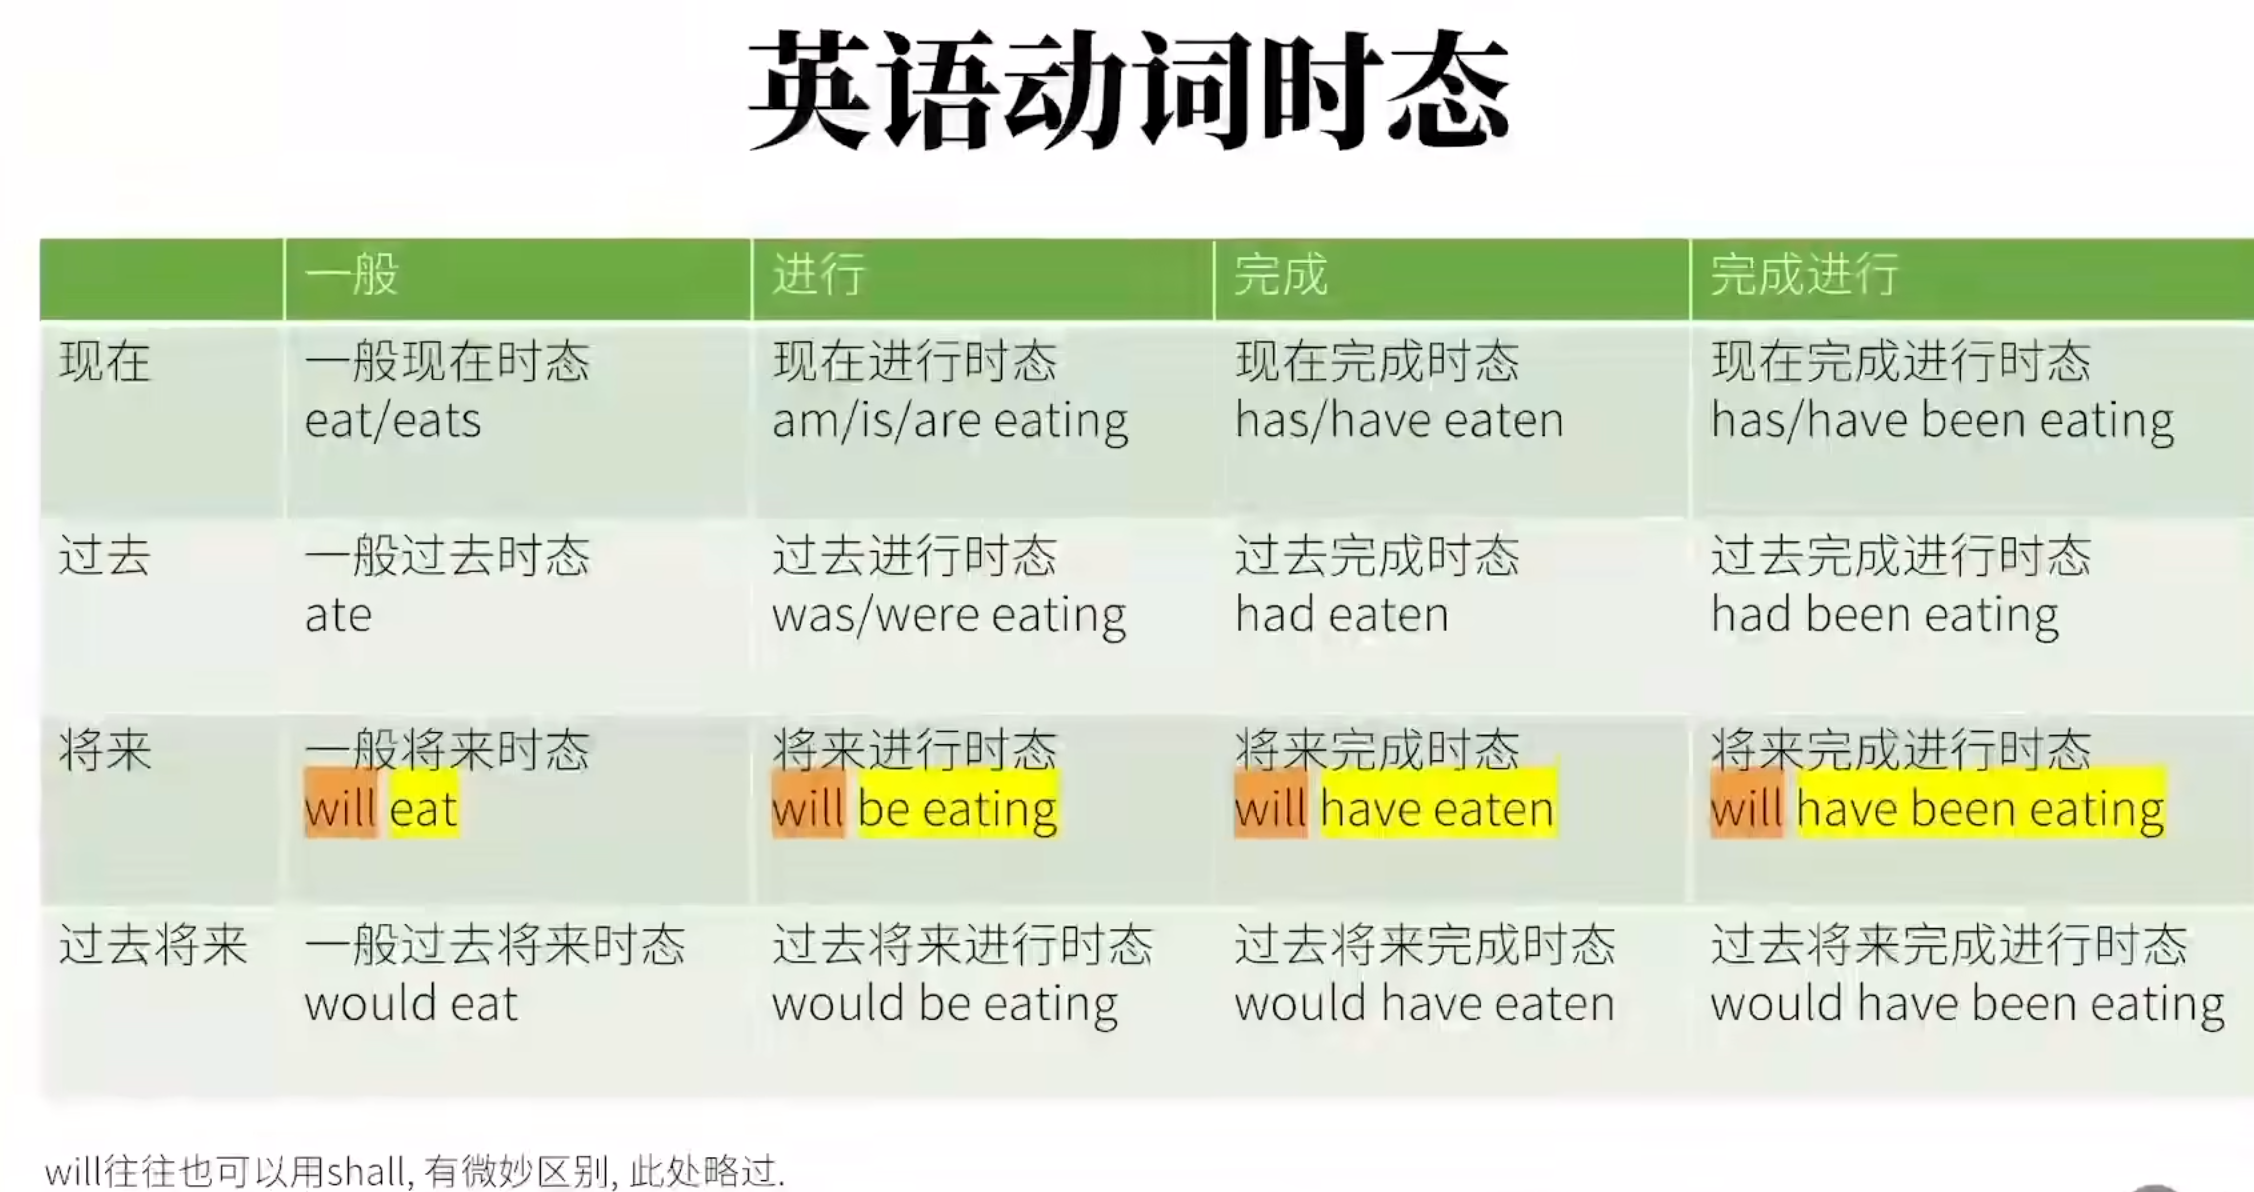 英语动词时态
一般 进行 完成 完成进行
现在 一般现在时态 现在进行时态 现在完成时态 现在完成进行时态
eat/eats am/is/are eating has/have eaten has/have been eating
过去 一般过去时态 过去进行时态 过去完成时态 过去完成进行时态
ate was/were eating had eaten had been eating
将来 一般将来时态 将来进行时态 将来完成时态 将来完成进行时态
will eat will be eating will have eaten will have been eating
过去将来 一般过去将来时态 过去将来进行时态 过去将来完成时态 过去将来完成进行时态
would eat would be eating would have eaten would have been eating
will往往也可以用shall, 有微妙区别, 此处略过.